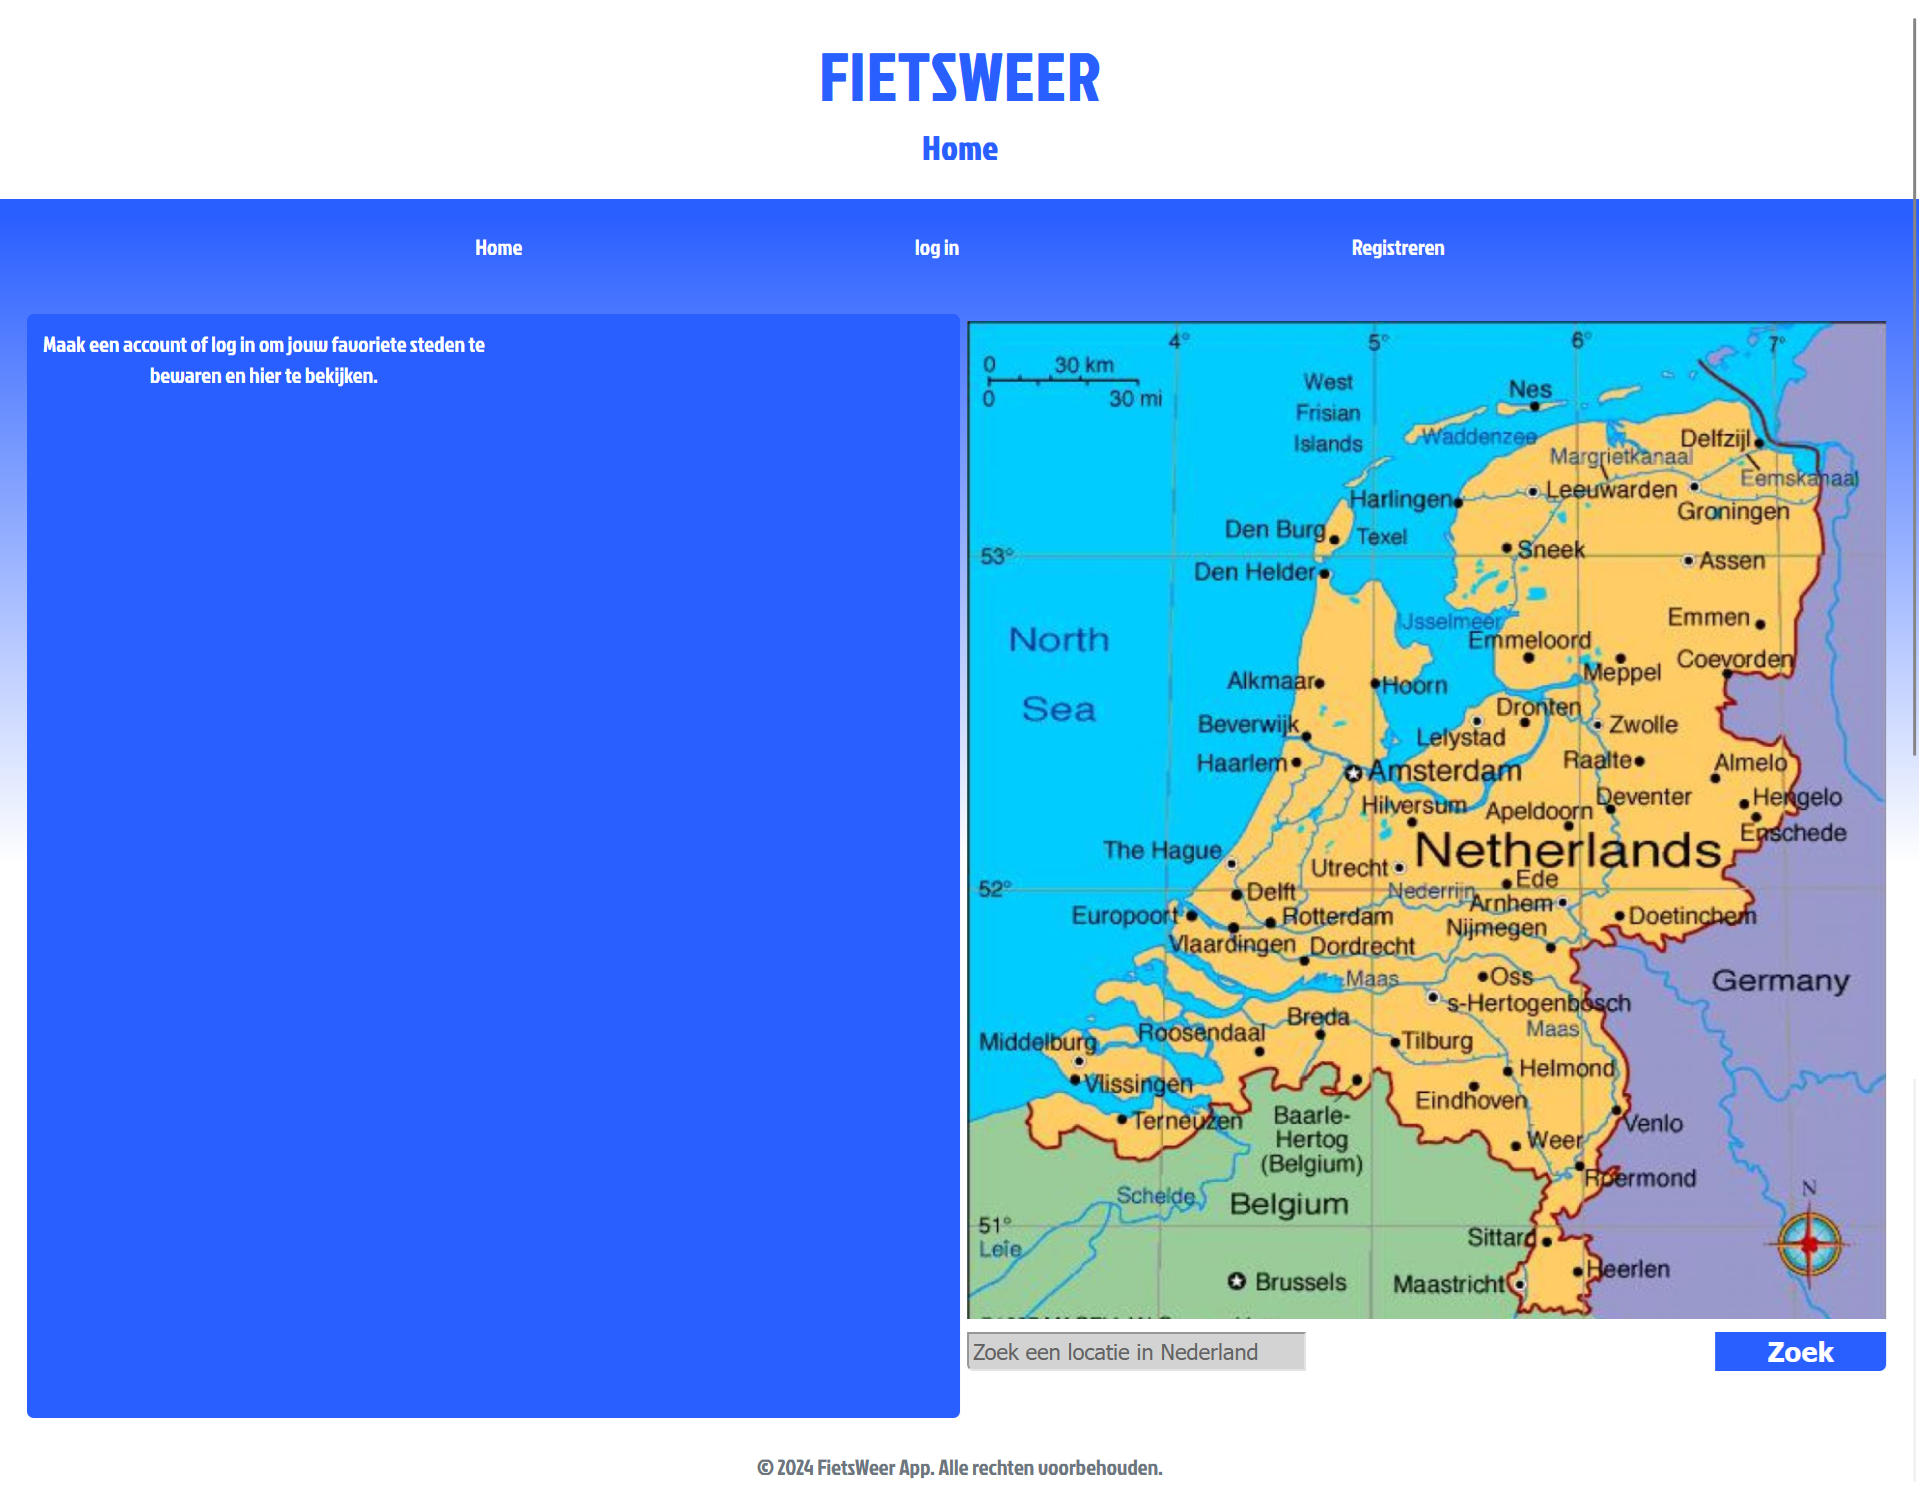 FIETSWEER
Home
Home
log in
Registreren
Maak een account of log in om jouw favoriete steden te
bewaren en hier te bekijken.
4°
5°
6°
7°
0
30 km
0
30 mi
West
Frisian
Islands
Nes
Waddenzee
Delfzijl
Margrietkanaal
Eemskanaal
Harlingen
Leeuwarden
Groningen
Den Burg
Texel
53°
Sneek
Assen
Den Helder
IJsselmeer
Emmen
North
Sea
Emmeloord
Meppel
Coevorden
Alkmaar
Hoorn
Dronten
Beverwijk
Lelystad
Zwolle
Haarlem
Amsterdam
Raalte
Almelo
Hilversum
Apeldoorn
Deventer
Hengelo
Enschede
The Hague
Netherlands
Utrecht
52°
Delft
Nederrijn
Ede
Arnhem
Europoort
Rotterdam
Nijmegen
Doetinchem
Vlaardingen
Dordrecht
Maas
Oss
Germany
s-Hertogenbosch
Breda
Maas
Middelburg
Roosendaal
Tilburg
Vlissingen
Helmond
Eindhoven
Terneuzen
Baarle-
Hertog
(Belgium)
Venlo
Weer
Roermond
Schelde
Belgium
N
51°
Leie
Sittard
Brussels
Maastricht
Heerlen
Zoek een locatie in Nederland
Zoek
© 2024 FietsWeer App. Alle rechten voorbehouden.